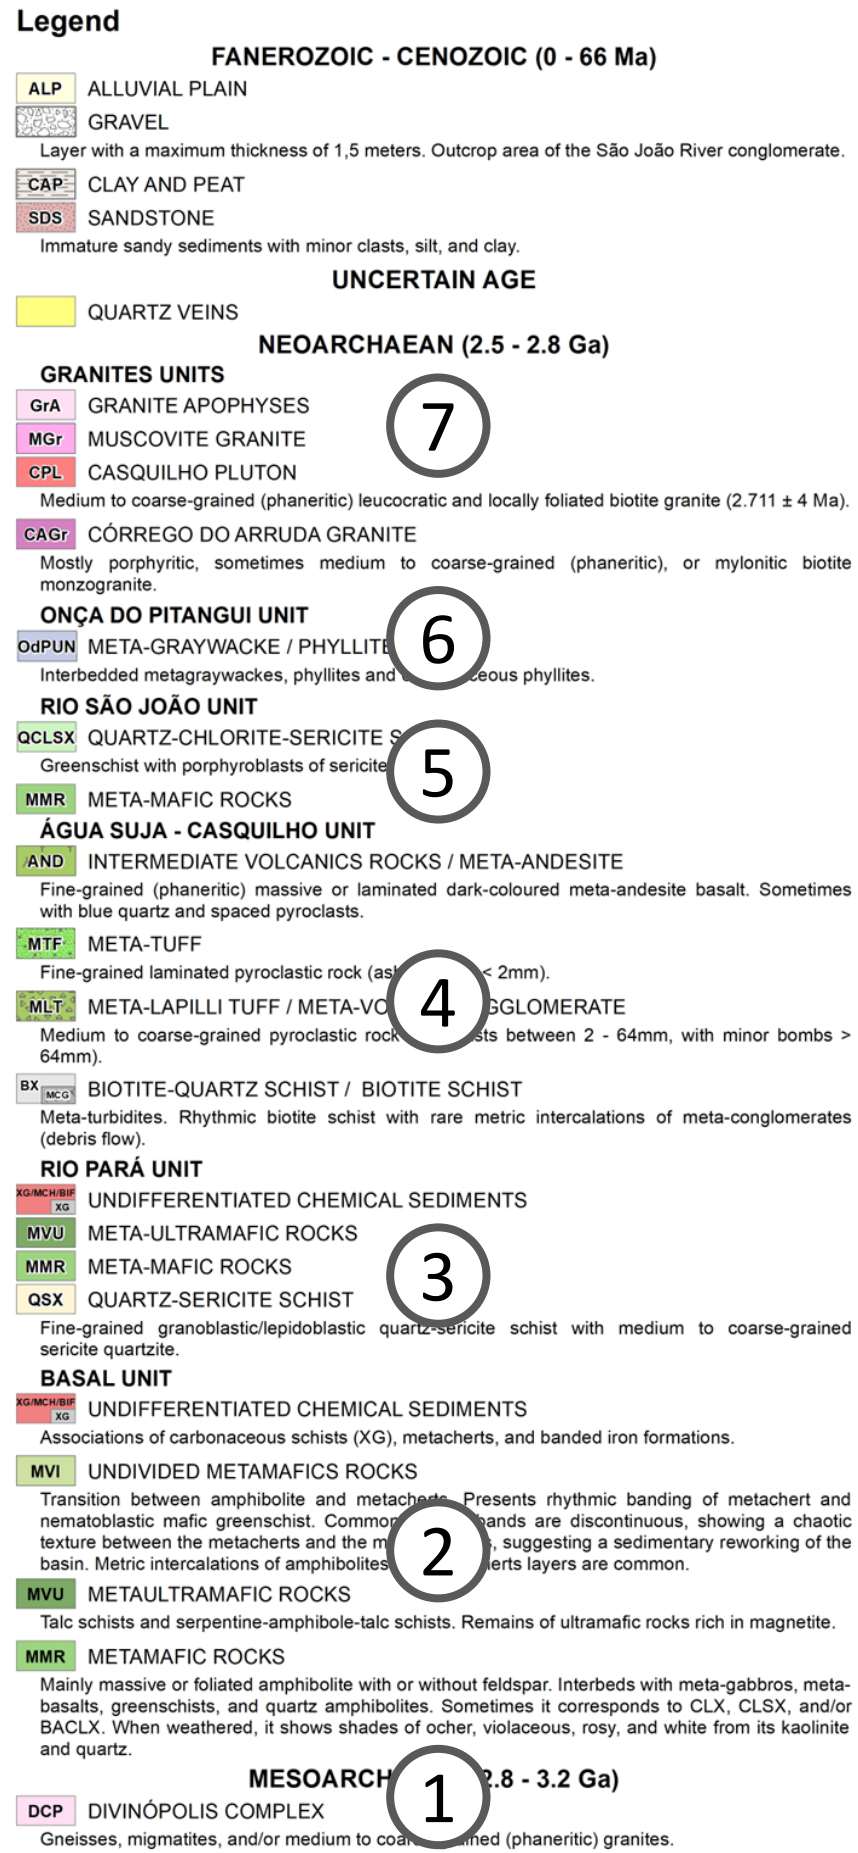 Legend
FANEROZOIC - CENOZOIC (0 - 66 Ma)
ALP ALLUVIAL PLAIN
GRAVEL
Layer with a maximum thickness of 1,5 meters. Outcrop area of the São João River conglomerate.
CAP CLAY AND PEAT
SDS SANDSTONE
Immature sandy sediments with minor clasts, silt, and clay.
UNCERTAIN AGE
QUARTZ VEINS
NEOARCHAEAN (2.5 - 2.8 Ga)
GRANITES UNITS
GrA GRANITE APOPHYSES
7
MGr MUSCOVITE GRANITE
CPL CASQUILHO PLUTON
Medium to coarse-grained (phaneritic) leucocratic and locally foliated biotite granite (2.711 ± 4 Ma).
CAGr CÓRREGO DO ARRUDA GRANITE
Mostly porphyritic, sometimes medium to coarse-grained (phaneritic), or mylonitic biotite
monzogranite.
ONÇA DO PITANGUI UNIT
6
OdPUN META-GRAYWACKE / PHYLLITE
Interbedded metagraywackes, phyllites and phyllites.
RIO SÃO JOÃO UNIT
QCLSX QUARTZ-CHLORITE-SERICITE
Greenschist with porphyroblasts of sericite
5
MMR META-MAFIC ROCKS
ÁGUA SUJA - CASQUILHO UNIT
AND INTERMEDIATE VOLCANICS ROCKS / META-ANDESITE
Fine-grained (phaneritic) massive or laminated dark-coloured meta-andesite basalt. Sometimes
with blue quartz and spaced pyroclasts.
MTF META-TUFF
Fine-grained laminated pyroclastic rock < 2mm).
4
MLT META-LAPILLI TUFF / GGLOMERATE
Medium to coarse-grained pyroclastic rock between 2 - 64mm, with minor bombs >
64mm).
BX MCG BIOTITE-QUARTZ SCHIST / BIOTITE SCHIST
Meta-turbidites. Rhythmic biotite schist with rare metric intercalations of meta-conglomerates
(debris flow).
RIO PARÁ UNIT
XG/MCH/BIF XG UNDIFFERENTIATED CHEMICAL SEDIMENTS
MVU META-ULTRAMAFIC ROCKS
MMR META-MAFIC ROCKS
3
QSX QUARTZ-SERICITE SCHIST
Fine-grained granoblastic/lepidoblastic quartz-sericite schist with medium to coarse-grained
sericite quartzite.
BASAL UNIT
XG/MCH/BIF XG UNDIFFERENTIATED CHEMICAL SEDIMENTS
Associations of carbonaceous schists (XG), metacherts, and banded iron formations.
MVI UNDIVIDED METAMAFICS ROCKS
Transition between amphibolite and metacherts. Presents rhythmic banding of metachert and
nematoblastic mafic greenschist. bands are discontinuous, showing a chaotic
texture between the metacherts and the suggesting a sedimentary reworking of the
2
basin. Metric intercalations of amphibolites layers are common.
MVU METAULTRAMAFIC ROCKS
Talc schists and serpentine-amphibole-talc schists. Remains of ultramafic rocks rich in magnetite.
MMR METAMAFIC ROCKS
Mainly massive or foliated amphibolite with or without feldspar. Interbeds with meta-gabbros, meta-
basalts, greenschists, and quartz amphibolites. Sometimes it corresponds to CLX, CLSX, and/or
BACLX. When weathered, it shows shades of ocher, violaceous, rosy, and white from its kaolinite
and quartz.
MESOARCH 2.8 - 3.2 Ga)
1
DCP DIVINÓPOLIS COMPLEX
Gneisses, migmatites, and/or medium to (phaneritic) granites.